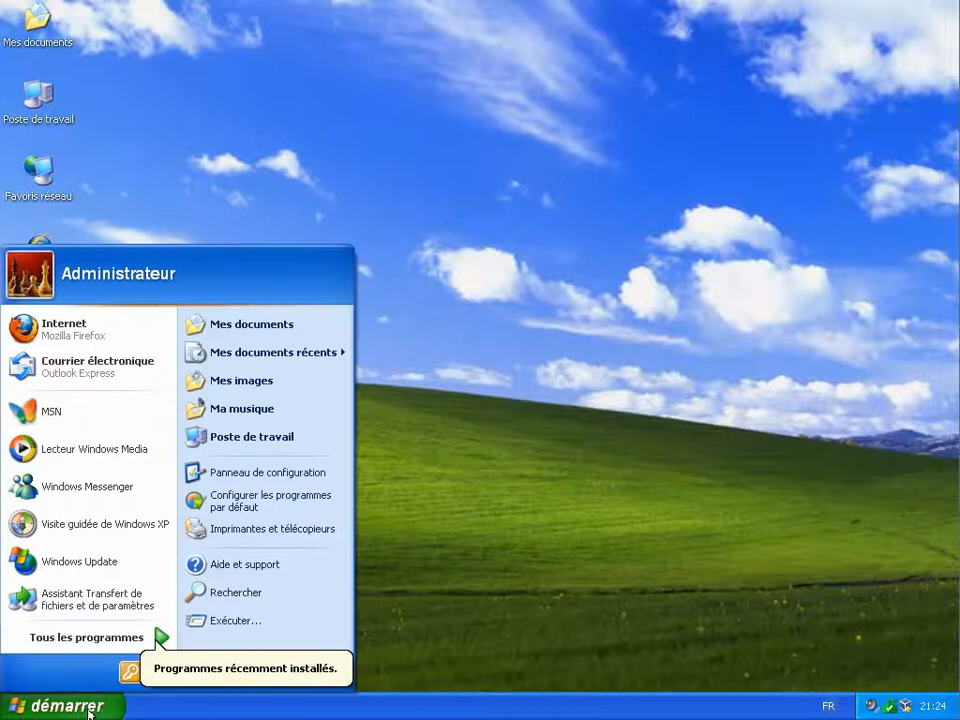 Mes documents
Poste de travail
Favoris réseau
Administrateur
Internet
Mozilla Firefox
Courrier électronique
Outlook Express
MSN
Lecteur Windows Media
Windows Messenger
Visite guidée de Windows XP
Windows Update
Assistant Transfert de
fichiers et de paramètres
Tous les programmes
Mes documents
Mes documents récents
Mes images
Ma musique
Poste de travail
Panneau de configuration
Configurer les programmes
par défaut
Imprimantes et télécopieurs
Aide et support
Rechercher
Exécuter...
Programmes récemment installés.
démarrer
FR
21:24